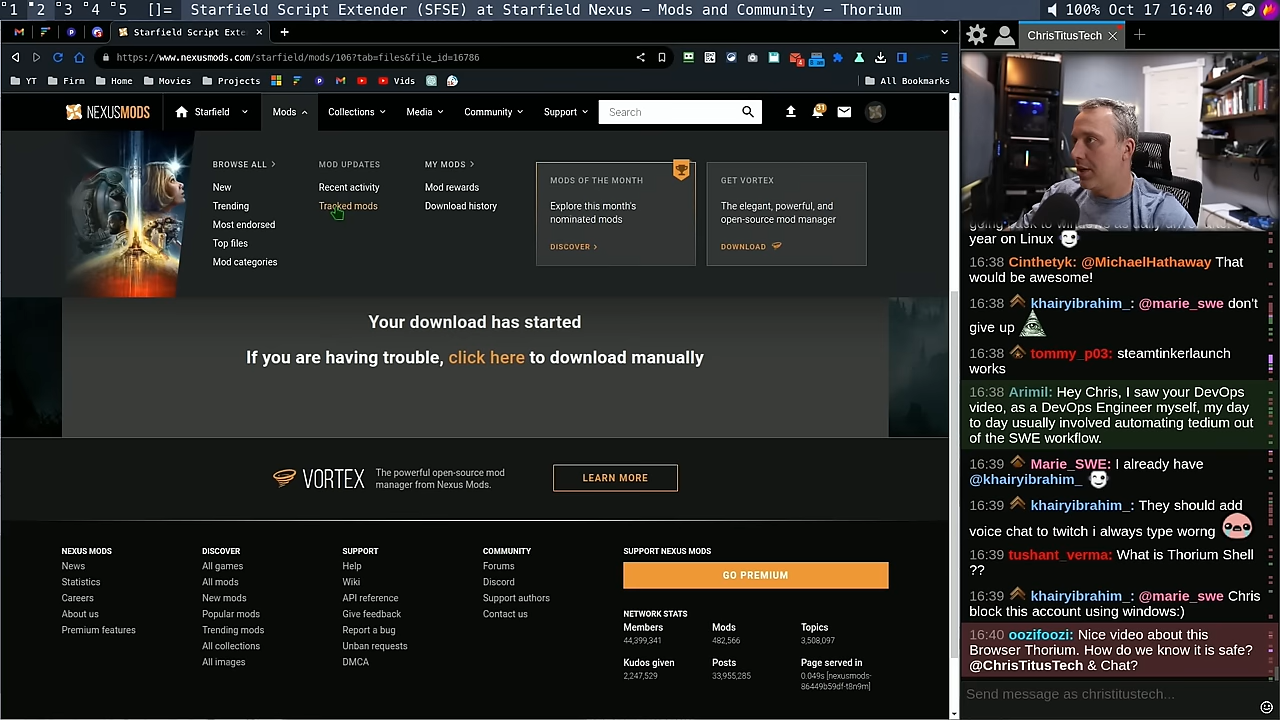 1 2 3 4 5 []= Starfield Script Extender (SFSE) at Starfield Nexus – Mods and Community – Thorium 100% Oct 17 16:40
Starfield Script Exte
https://www.nexusmods.com/starfield/mods/106?tab=files&file_id=16786
YT Firm Home Movies Projects M Vids All Bookmarks
NEXUSMODS Starfield Mods Collections Media Community Support Search
BROWSE ALL
New
Trending
Most endorsed
Top files
Mod categories
MOD UPDATES
Recent activity
Tracked mods
MY MODS
Mod rewards
Download history
MODS OF THE MONTH
Explore this month's
nominated mods
DISCOVER
GET VORTEX
The elegant, powerful, and
open-source mod manager
DOWNLOAD
Your download has started
If you are having trouble, click here to download manually
VORTEX
The powerful open-source mod
manager from Nexus Mods.
LEARN MORE
NEXUS MODS
News
Statistics
Careers
About us
Premium features
DISCOVER
All games
All mods
New mods
Popular mods
Trending mods
All collections
All images
SUPPORT
Help
Wiki
API reference
Give feedback
Report a bug
Unban requests
DMCA
COMMUNITY
Forums
Discord
Support authors
Contact us
SUPPORT NEXUS MODS
GO PREMIUM
NETWORK STATS
Members
44,399,341
Mods
482,566
Topics
3,508,097
Kudos given
2,247,529
Posts
33,955,285
Page served in
0.049s [nexusmods-
86449b59df-t8n9m]
ChrisTitusTech
year on Linux
16:38 Cinthetyk: @MichaelHathaway That
would be awesome!
16:38 khairyibrahim_: @marie_swe don't
give up
16:38 tommy_p03: steamtinkerlaunch
works
16:38 Arimil: Hey Chris, I saw your DevOps
video, as a DevOps Engineer myself, my day
to day usually involved automating tedium out
of the SWE workflow.
16:39 Marie_SWE: I already have
@khairyibrahim_
16:39 khairyibrahim_: They should add
voice chat to twitch i always type worng
16:39 tushant_verma: What is Thorium Shell
??
16:39 khairyibrahim_: @marie_swe Chris
block this account using windows:)
16:40 oozifoozi: Nice video about this
Browser Thorium. How do we know it is safe?
@ChrisTitusTech & Chat?
Send message as christitustech...